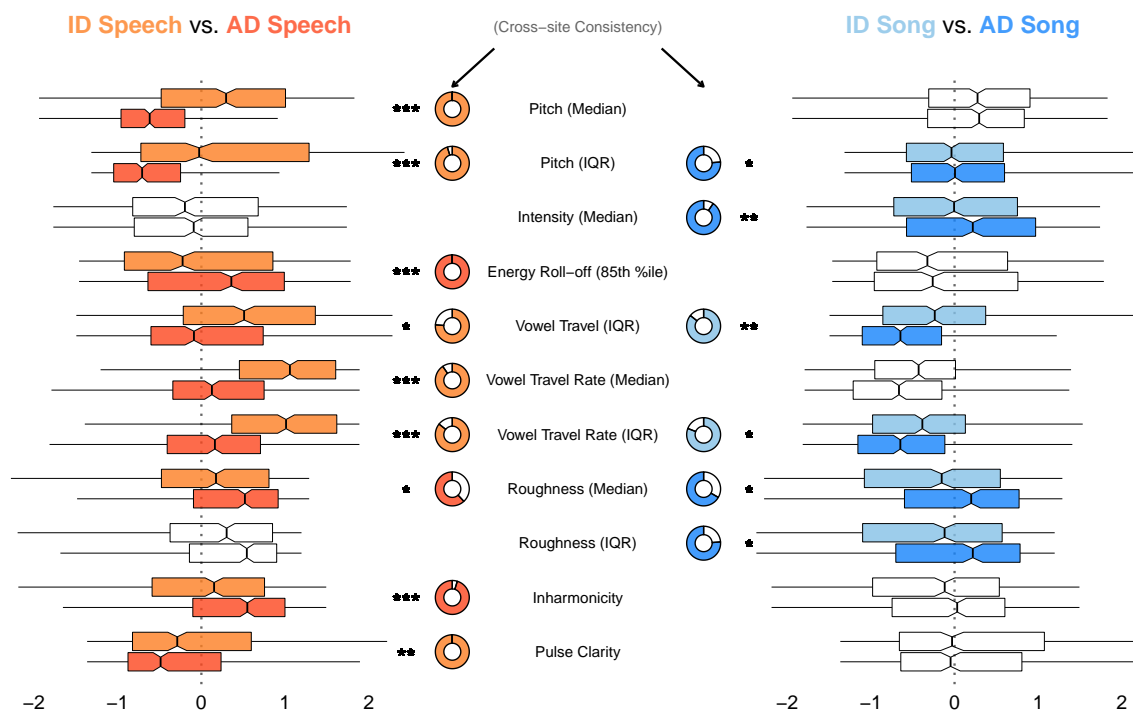 ID Speech vs. AD Speech
(Cross−site Consistency)
ID Song vs. AD Song
*** Pitch (Median)
*** Pitch (IQR) *
Intensity (Median) **
*** Energy Roll−off (85th %ile)
* Vowel Travel (IQR) **
*** Vowel Travel Rate (Median)
*** Vowel Travel Rate (IQR) *
* Roughness (Median) *
Roughness (IQR) *
*** Inharmonicity
** Pulse Clarity
−2 −1 0 1 2 −2 −1 0 1 2